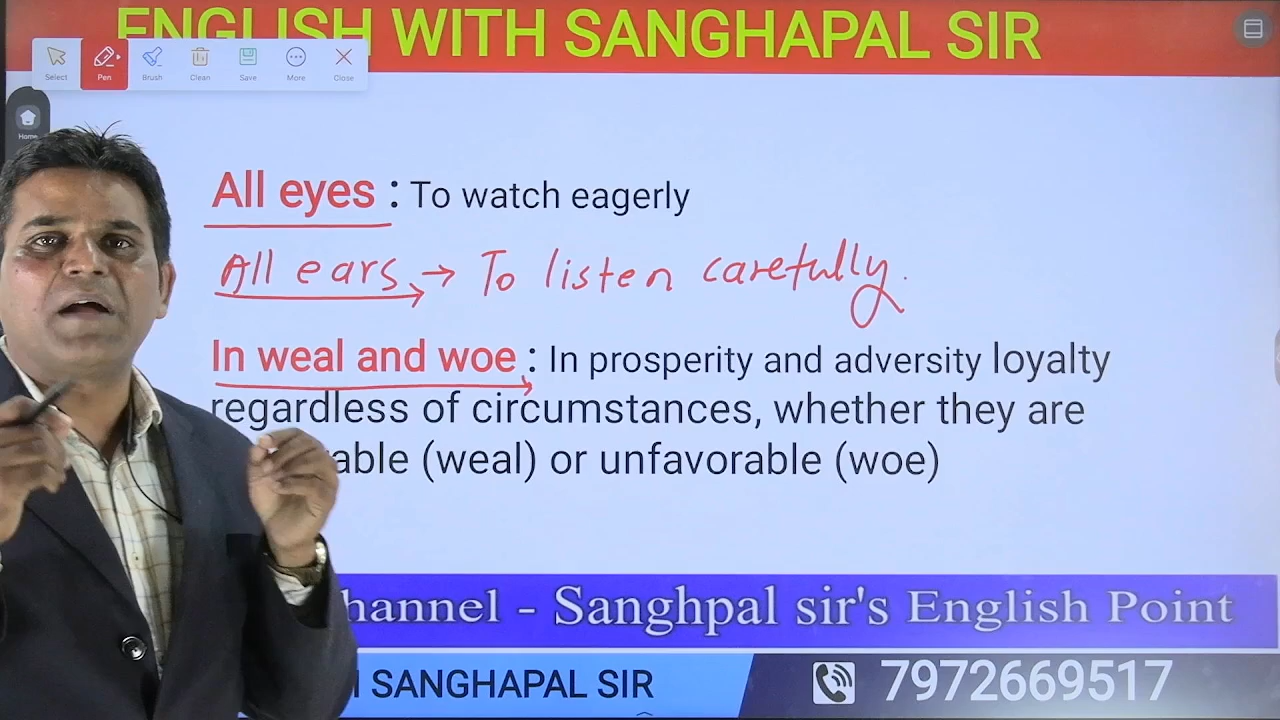 ENGLISH WITH SANGHAPAL SIR
Select Pen Brush Clean Save More Close
Home
All eyes : To watch eagerly
All ears → To listen carefully.
In weal and woe : In prosperity and adversity loyalty
regardless of circumstances, whether they are
able (weal) or unfavorable (woe)
hannel - Sanghpal sir's English Point
SANGHAPAL SIR
7972669517